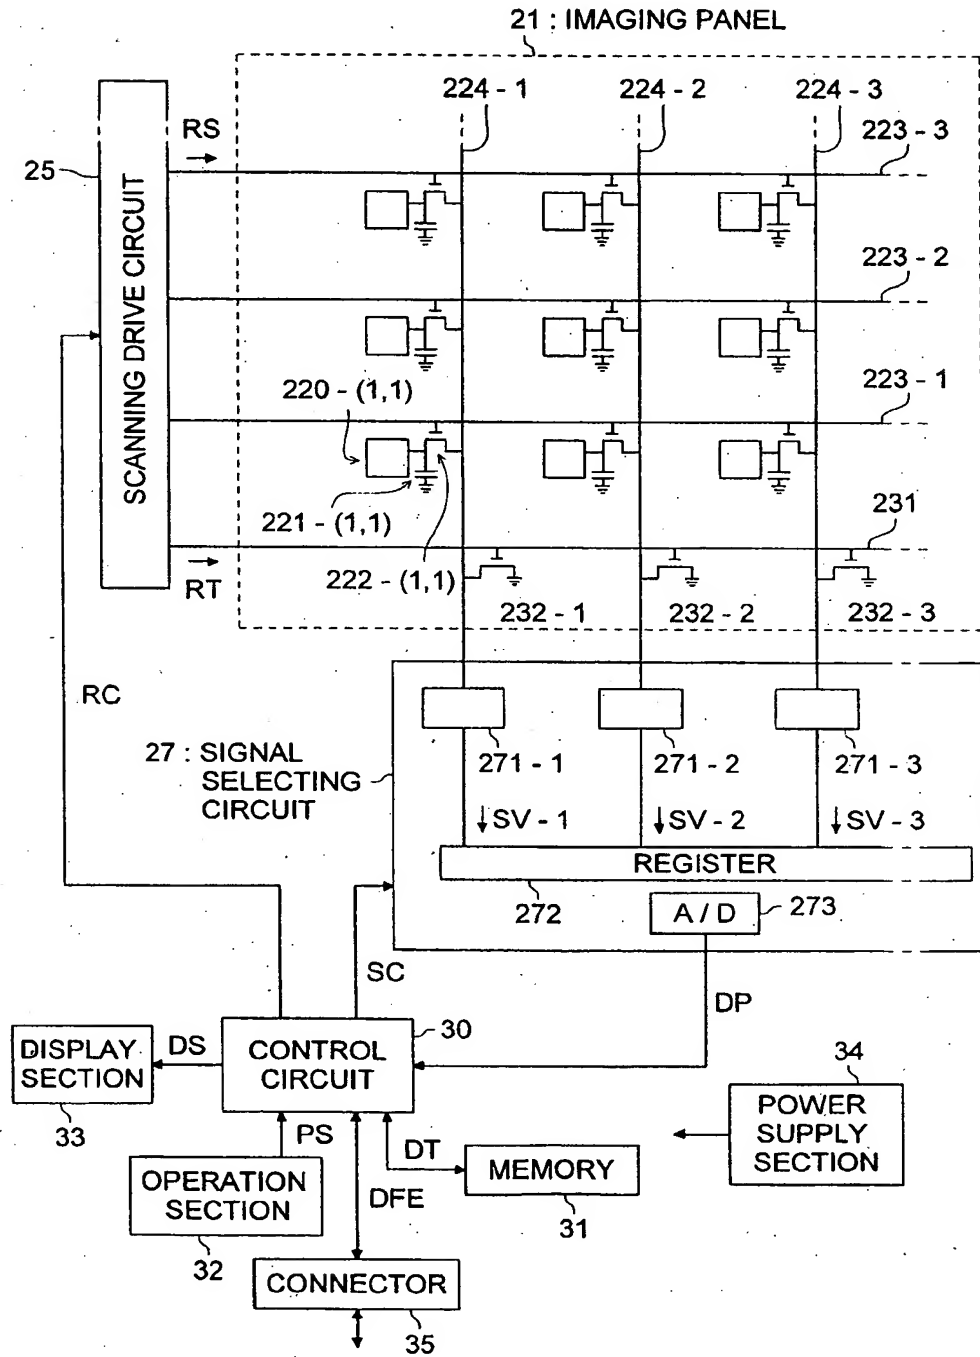 21 : IMAGING PANEL
224 - 1
224 - 2
224 - 3
223 - 3
RS
25
SCANNING DRIVE CIRCUIT
223 - 2
223 - 1
220 - (1,1)
221 - (1,1)
222 - (1,1)
231
RT
232 - 1
232 - 2
232 - 3
RC
27 : SIGNAL
SELECTING
CIRCUIT
271 - 1
271 - 2
271 - 3
SV - 1
SV - 2
SV - 3
REGISTER
272
A / D
273
SC
DP
30
DISPLAY
SECTION
DS
CONTROL
CIRCUIT
33
34
POWER
SUPPLY
SECTION
PS
DT
MEMORY
31
OPERATION
SECTION
DFE
32
CONNECTOR
35